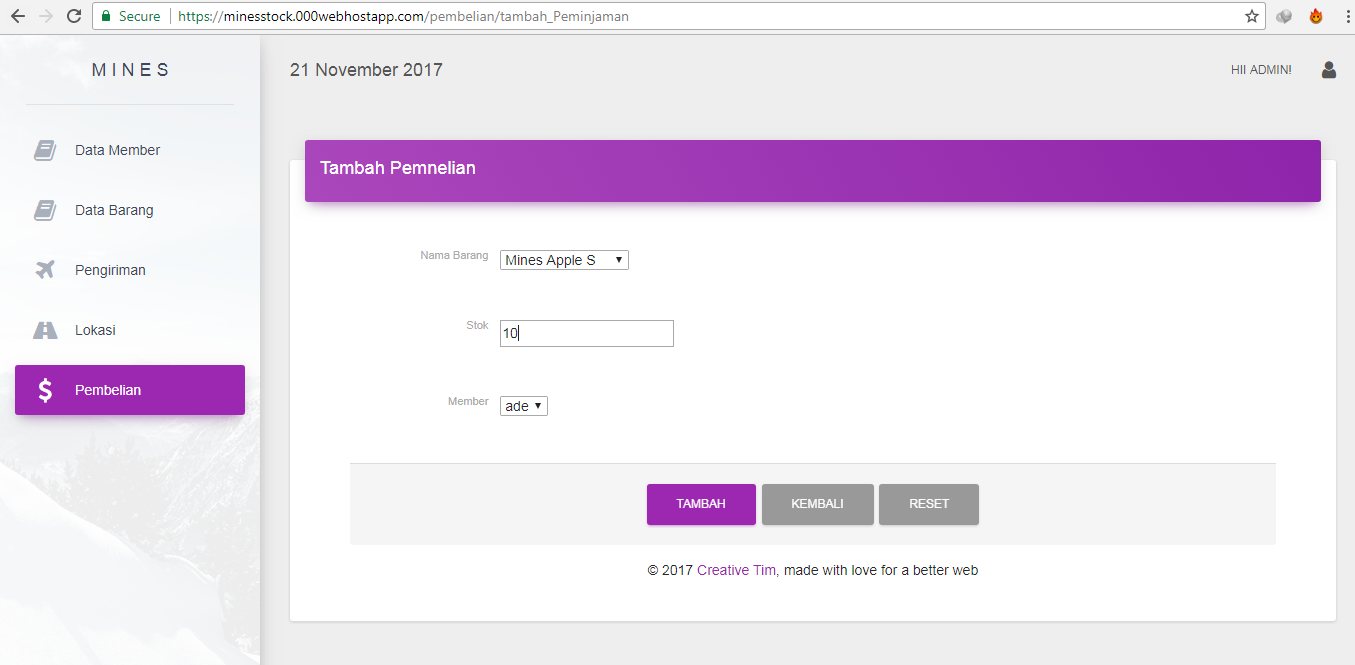 Secure https://minesstock.000webhostapp.com/pembelian/tambah_Peminjaman
MINES
21 November 2017
HII ADMIN!
Data Member
Data Barang
Pengiriman
Lokasi
Pembelian
Tambah Pemnelian
Nama Barang Mines Apple S
Stok 10
Member ade
TAMBAH KEMBALI RESET
© 2017 Creative Tim, made with love for a better web